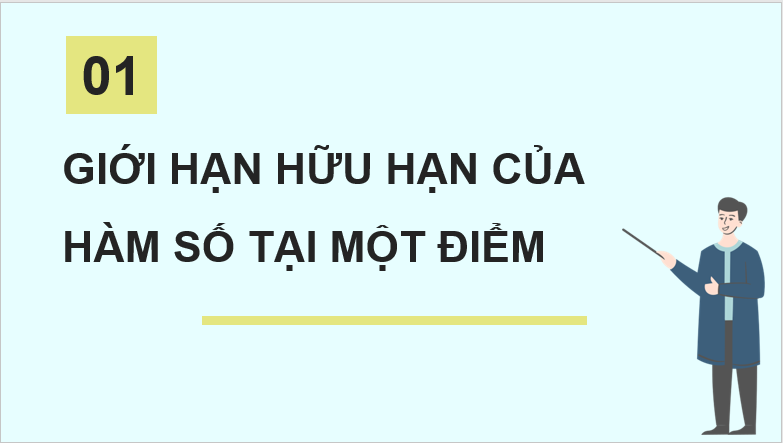 01
GIỚI HẠN HỮU HẠN CỦA
HÀM SỐ TẠI MỘT ĐIỂM